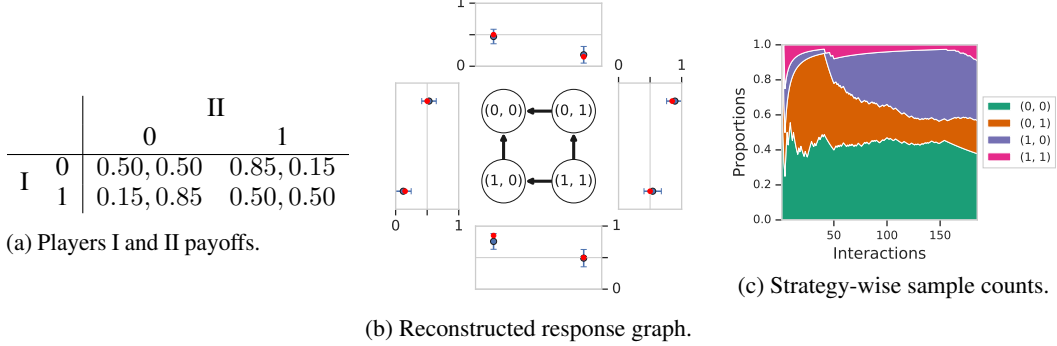 II
0 1
I 0 0.50, 0.50 0.85, 0.15
1 0.15, 0.85 0.50, 0.50
(a) Players I and II payoffs.
1
0
0 1
(0, 0) (0, 1)
(1, 0) (1, 1)
0 1
1
0
(b) Reconstructed response graph.
Proportions
1.0
0.8
0.6
0.4
0.2
0.0
50 100 150
Interactions
(0, 0)
(0, 1)
(1, 0)
(1, 1)
(c) Strategy-wise sample counts.